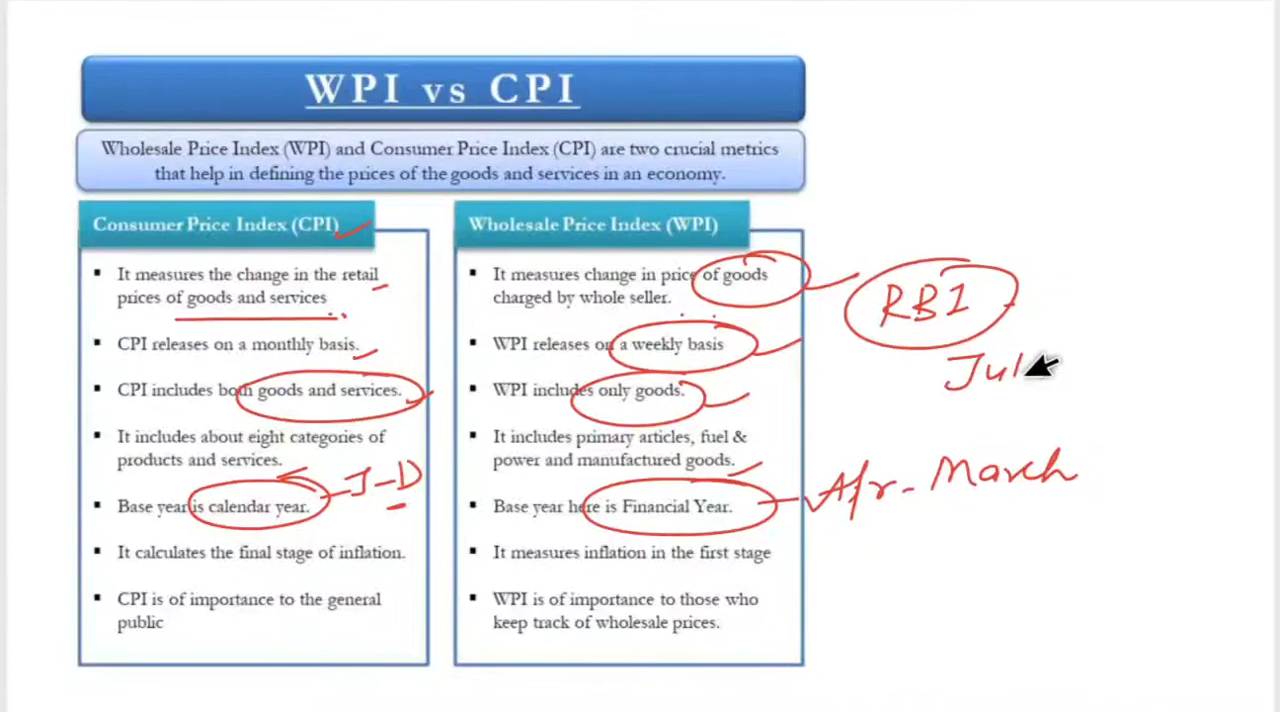 WPI vs CPI
Wholesale Price Index (WPI) and Consumer Price Index (CPI) are two crucial metrics
that help in defining the prices of the goods and services in an economy.
Consumer Price Index (CPI)
▪ It measures the change in the retail
prices of goods and services
▪ CPI releases on a monthly basis.
▪ CPI includes both goods and services.
▪ It includes about eight categories of
products and services.
▪ Base year is calendar year.
J-D
▪ It calculates the final stage of inflation.
▪ CPI is of importance to the general
public
Wholesale Price Index (WPI)
▪ It measures change in price of goods
charged by whole seller.
▪ WPI releases on a weekly basis
▪ WPI includes only goods.
▪ It includes primary articles, fuel &
power and manufactured goods.
▪ Base year here is Financial Year.
▪ It measures inflation in the first stage
▪ WPI is of importance to those who
keep track of wholesale prices.
RBI
Jul
Apr-March